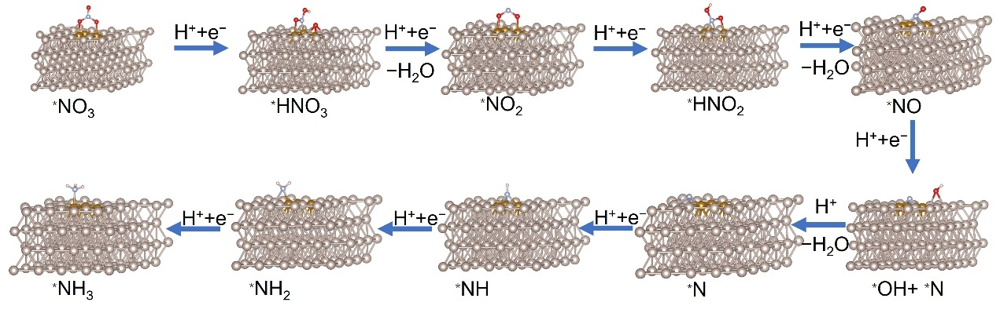 H⁺+e⁻
H⁺+e⁻
−H₂O
H⁺+e⁻
H⁺+e⁻
−H₂O
*NO₃
*HNO₃
*NO₂
*HNO₂
*NO
H⁺+e⁻
H⁺+e⁻
H⁺+e⁻
H⁺+e⁻
H⁺
−H₂O
*NH₃
*NH₂
*NH
*N
*OH+ *N